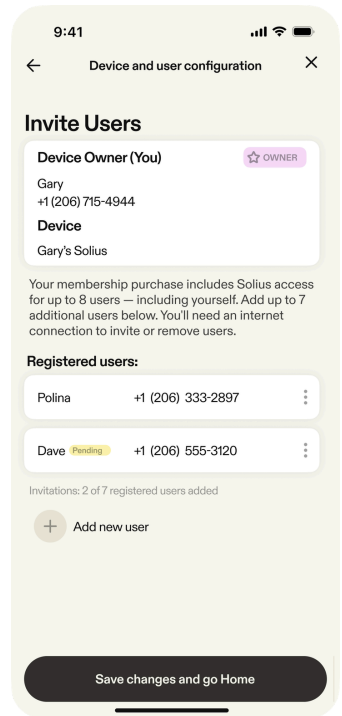 9:41
Device and user configuration
Invite Users
Device Owner (You)
OWNER
Gary
+1 (206) 715-4944
Device
Gary's Solius
Your membership purchase includes Solius access
for up to 8 users — including yourself. Add up to 7
additional users below. You'll need an internet
connection to invite or remove users.
Registered users:
Polina +1 (206) 333-2897
Dave Pending +1 (206) 555-3120
Invitations: 2 of 7 registered users added
Add new user
Save changes and go Home